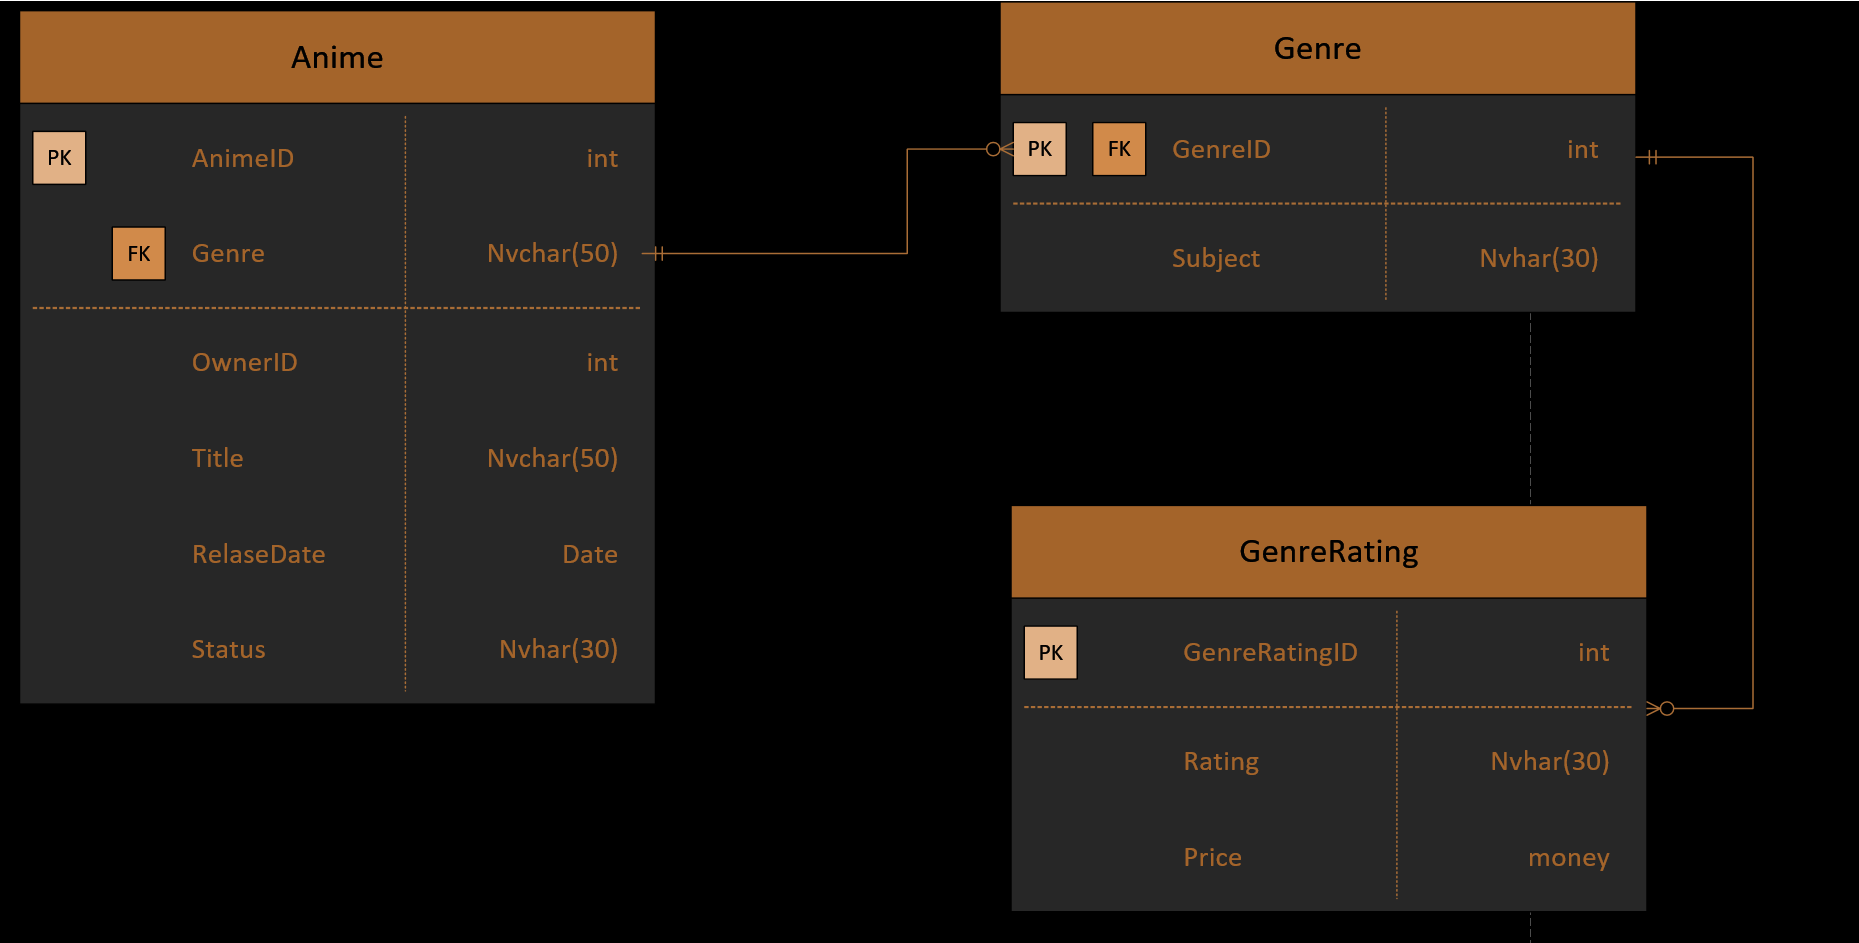 Anime
PK AnimeID int
FK Genre Nvchar(50)
OwnerID int
Title Nvchar(50)
RelaseDate Date
Status Nvhar(30)
Genre
PK FK GenreID int
Subject Nvhar(30)
GenreRating
PK GenreRatingID int
Rating Nvhar(30)
Price money